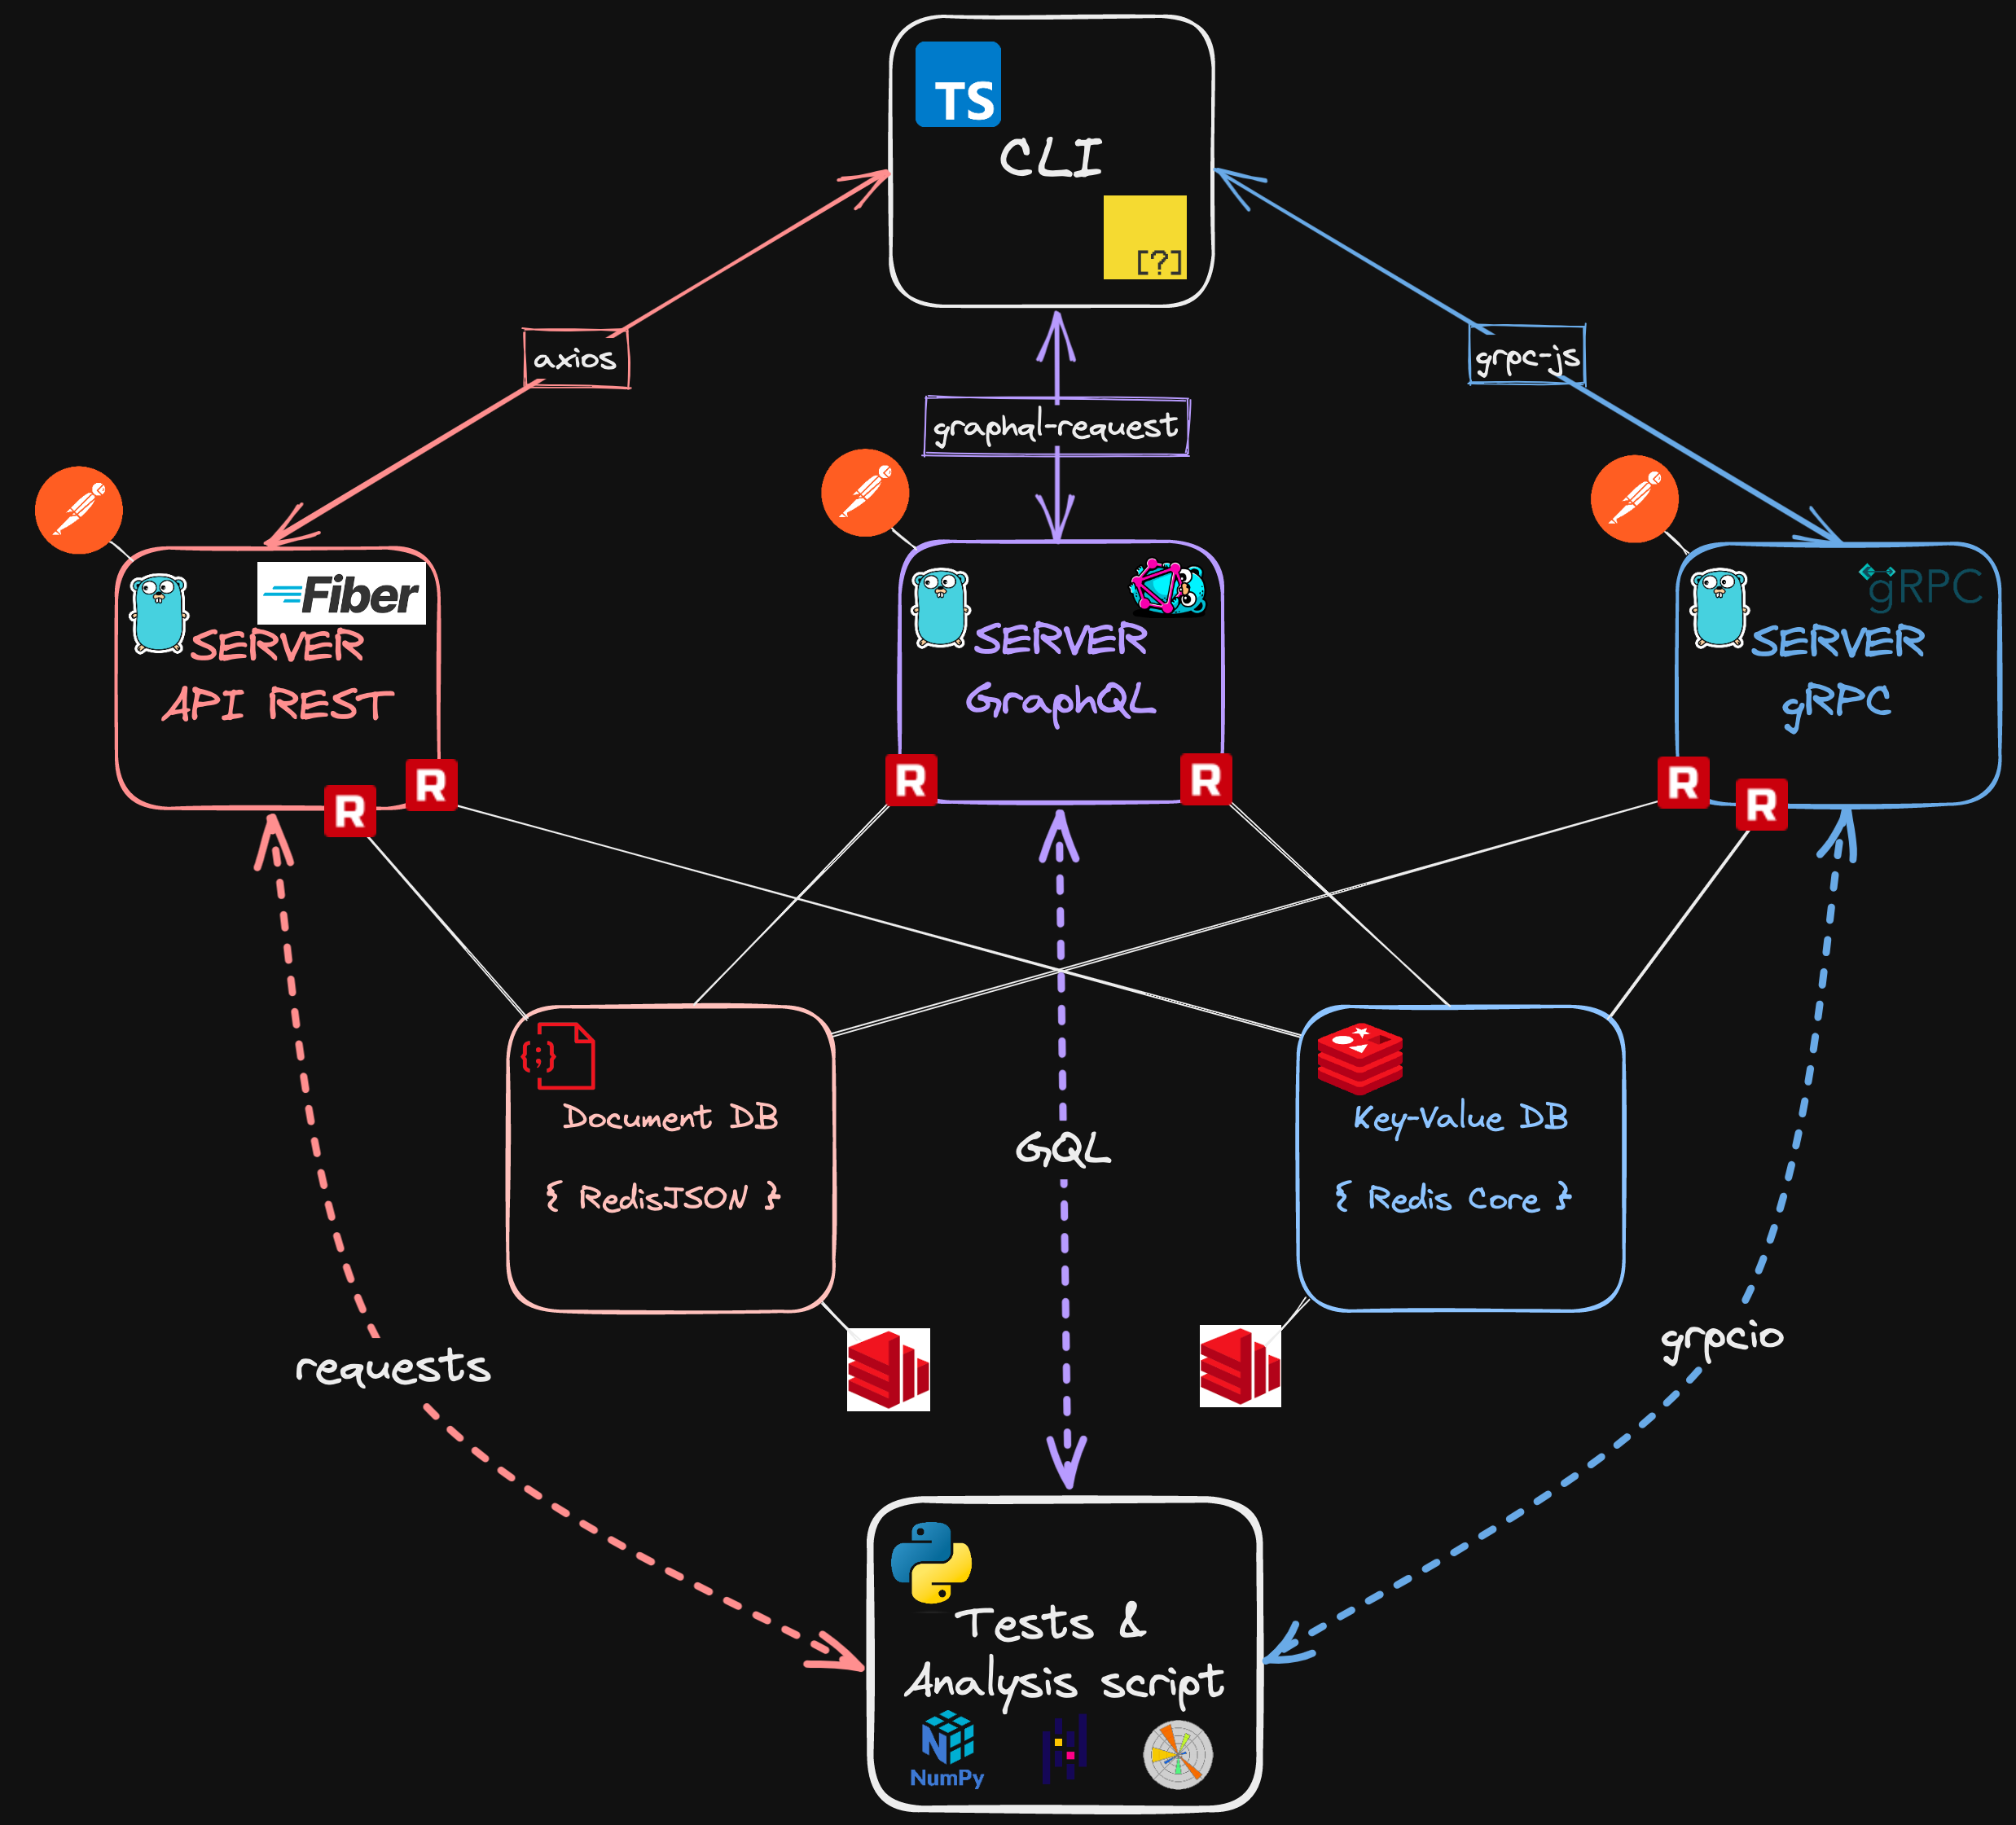 TS
CLI
[?]
axios
grpc-js
graphql-request
Fiber
SERVER
API REST
SERVER
GraphQL
gRPC
SERVER
gRPC
R
R
R
R
R
R
{;}
Document DB
{ RedisJSON }
Key-Value DB
{ Redis Core }
GQL
requests
grpcio
Tests &
Analysis script
NumPy